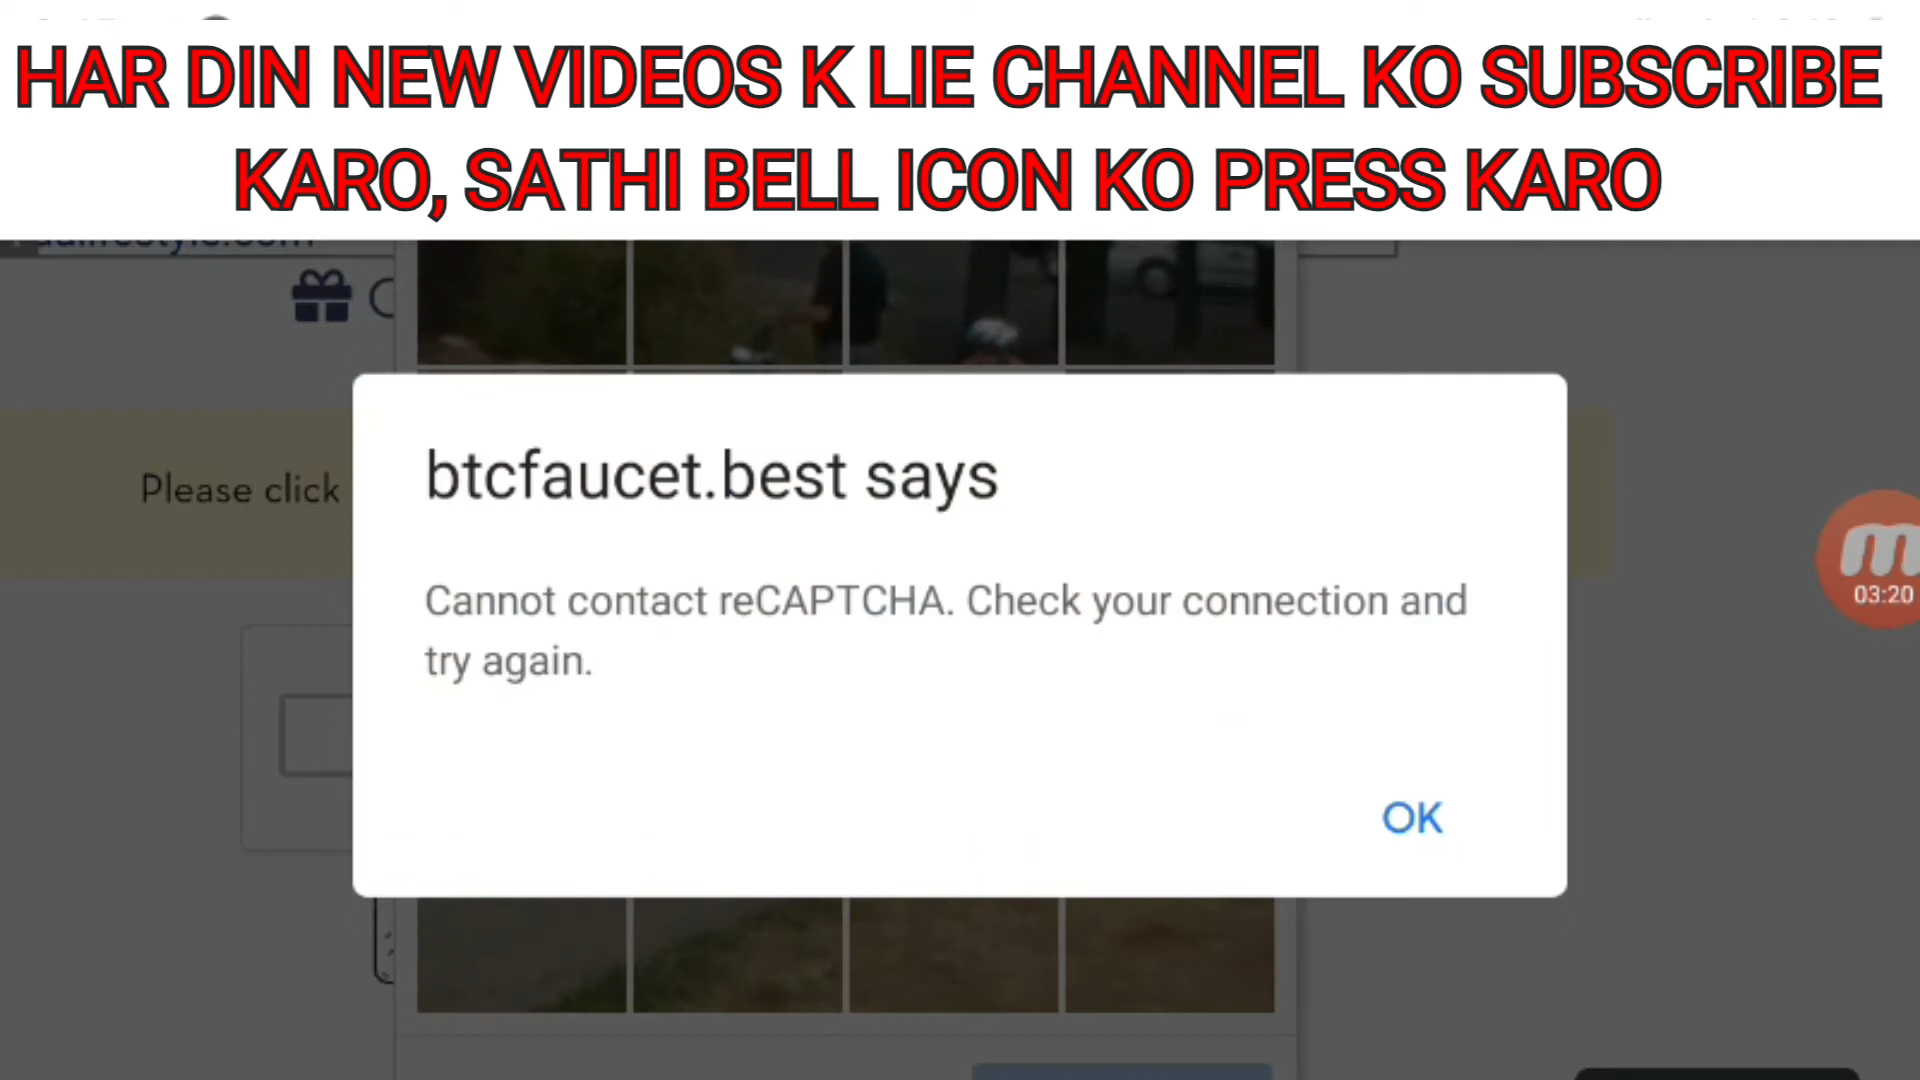 HAR DIN NEW VIDEOS K LIE CHANNEL KO SUBSCRIBE
KARO, SATHI BELL ICON KO PRESS KARO
Please click
btcfaucet.best says
Cannot contact reCAPTCHA. Check your connection and
try again.
03:20
OK